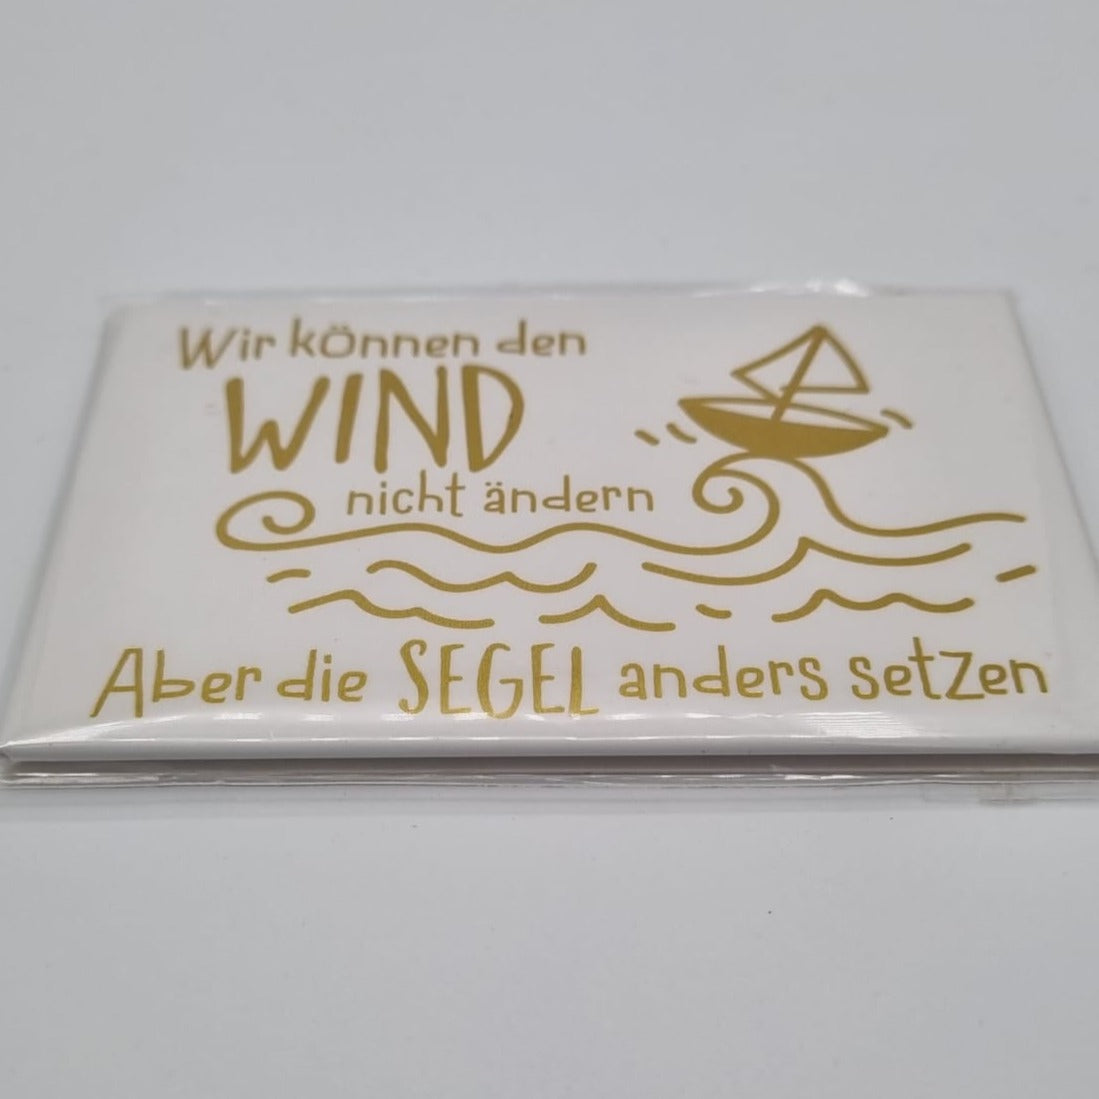 Wir können den
WIND
nicht ändern
Aber die SEGEL anders setzen